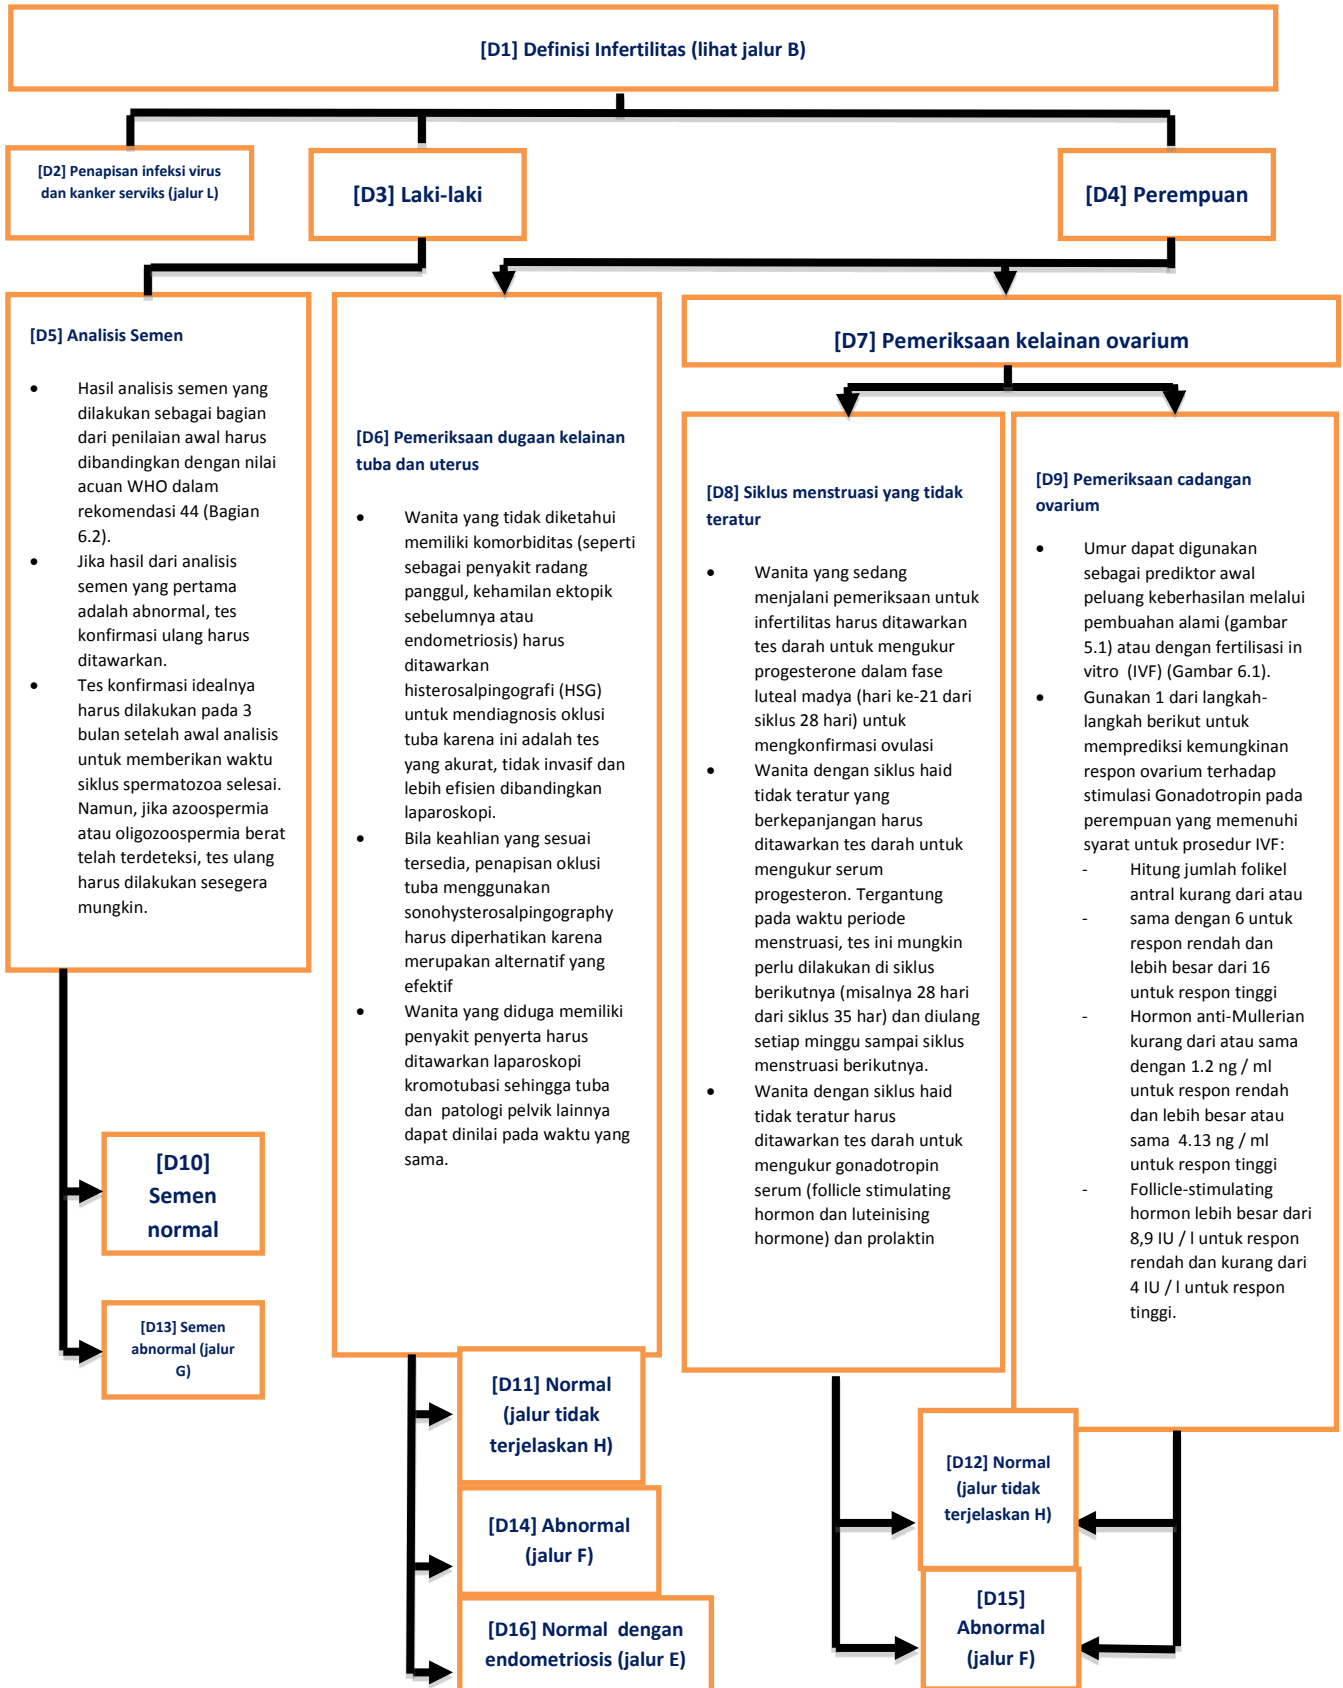 [D1] Definisi Infertilitas (lihat jalur B)
[D2] Penapisan infeksi virus
dan kanker serviks (jalur L)
[D3] Laki-laki
[D4] Perempuan
[D5] Analisis Semen
• Hasil analisis semen yang
dilakukan sebagai bagian
dari penilaian awal harus
dibandingkan dengan nilai
acuan WHO dalam
rekomendasi 44 (Bagian
6.2).
• Jika hasil dari analisis
semen yang pertama
adalah abnormal, tes
konfirmasi ulang harus
ditawarkan.
• Tes konfirmasi idealnya
harus dilakukan pada 3
bulan setelah awal analisis
untuk memberikan waktu
siklus spermatozoa selesai.
Namun, jika azoospermia
atau oligozoospermia berat
telah terdeteksi, tes ulang
harus dilakukan sesegera
mungkin.
[D6] Pemeriksaan dugaan kelainan
tuba dan uterus
• Wanita yang tidak diketahui
memiliki komorbiditas (seperti
sebagai penyakit radang
panggul, kehamilan ektopik
sebelumnya atau
endometriosis) harus
ditawarkan
histerosalpingografi (HSG)
untuk mendiagnosis oklusi
tuba karena ini adalah tes
yang akurat, tidak invasif dan
lebih efisien dibandingkan
laparoskopi.
• Bila keahlian yang sesuai
tersedia, penapisan oklusi
tuba menggunakan
sonohysterosalpingography
harus diperhatikan karena
merupakan alternatif yang
efektif
• Wanita yang diduga memiliki
penyakit penyerta harus
ditawarkan laparoskopi
kromotubasi sehingga tuba
dan patologi pelvik lainnya
dapat dinilai pada waktu yang
sama.
[D7] Pemeriksaan kelainan ovarium
[D8] Siklus menstruasi yang tidak
teratur
• Wanita yang sedang
menjalani pemeriksaan untuk
infertilitas harus ditawarkan
tes darah untuk mengukur
progesterone dalam fase
luteal madya (hari ke-21 dari
siklus 28 hari) untuk
mengkonfirmasi ovulasi
• Wanita dengan siklus haid
tidak teratur yang
berkepanjangan harus
ditawarkan tes darah untuk
mengukur serum
progesteron. Tergantung
pada waktu periode
menstruasi, tes ini mungkin
perlu dilakukan di siklus
berikutnya (misalnya 28 hari
dari siklus 35 har) dan diulang
setiap minggu sampai siklus
menstruasi berikutnya.
• Wanita dengan siklus haid
tidak teratur harus
ditawarkan tes darah untuk
mengukur gonadotropin
serum (follicle stimulating
hormon dan luteinising
hormone) dan prolaktin
[D9] Pemeriksaan cadangan
ovarium
• Umur dapat digunakan
sebagai prediktor awal
peluang keberhasilan melalui
pembuahan alami (gambar
5.1) atau dengan fertilisasi in
vitro (IVF) (Gambar 6.1).
• Gunakan 1 dari langkah-
langkah berikut untuk
memprediksi kemungkinan
respon ovarium terhadap
stimulasi Gonadotropin pada
perempuan yang memenuhi
syarat untuk prosedur IVF:
- Hitung jumlah folikel
antral kurang dari atau
- sama dengan 6 untuk
respon rendah dan
lebih besar dari 16
untuk respon tinggi
- Hormon anti-Mullerian
kurang dari atau sama
dengan 1.2 ng / ml
untuk respon rendah
dan lebih besar atau
sama 4.13 ng / ml
untuk respon tinggi
- Follicle-stimulating
hormon lebih besar dari
8,9 IU / l untuk respon
rendah dan kurang dari
4 IU / l untuk respon
tinggi.
[D10]
Semen
normal
[D13] Semen
abnormal (jalur
G)
[D11] Normal
(jalur tidak
terjelaskan H)
[D14] Abnormal
(jalur F)
[D16] Normal dengan
endometriosis (jalur E)
[D12] Normal
(jalur tidak
terjelaskan H)
[D15]
Abnormal
(jalur F)